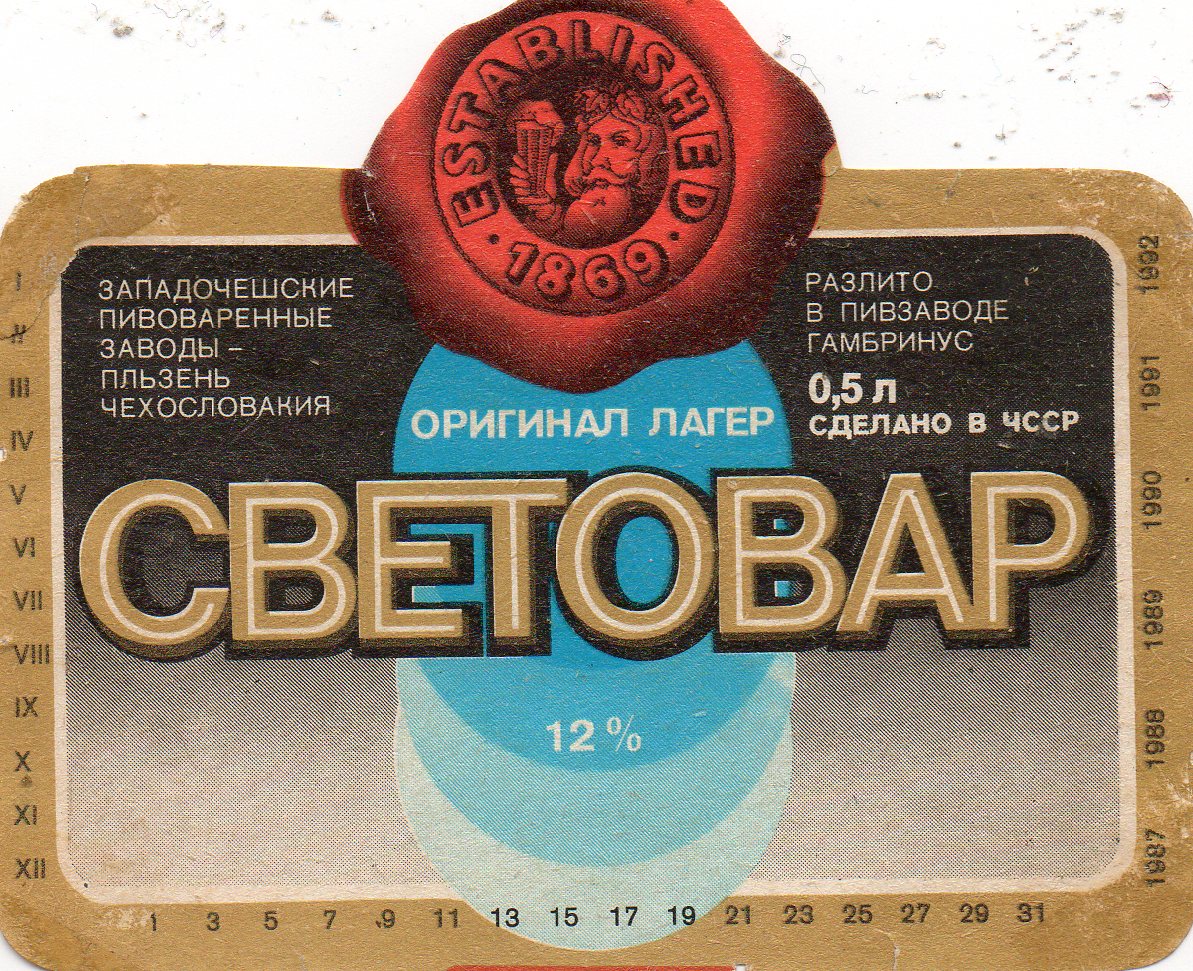 ESTABLISHED
· 1869 ·
ЗАПАДОЧЕШСКИЕ
ПИВОВАРЕННЫЕ
ЗАВОДЫ –
ПЛЬЗЕНЬ
ЧЕХОСЛОВАКИЯ
РАЗЛИТО
В ПИВЗАВОДЕ
ГАМБРИНУС
0,5 л
СДЕЛАНО В ЧССР
ОРИГИНАЛ ЛАГЕР
СВЕТОВАР
12 %
I
II
III
IV
V
VI
VII
VIII
IX
X
XI
XII
1 3 5 7 9 11 13 15 17 19 21 23 25 27 29 31
1987 1988 1989 1990 1991 1992